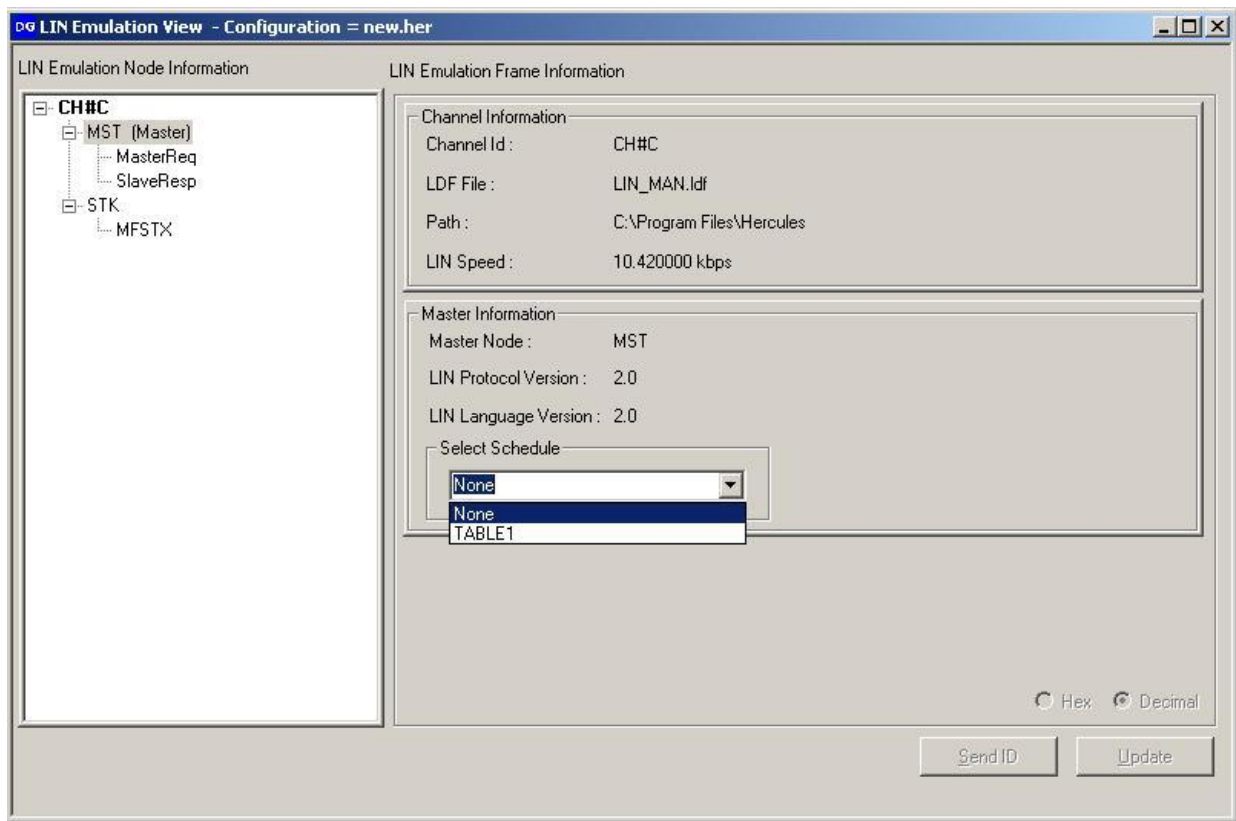 DG LIN Emulation View - Configuration = new.her
LIN Emulation Node Information
CH#C
MST (Master)
MasterReq
SlaveResp
STK
MFSTX
LIN Emulation Frame Information
Channel Information
Channel Id : CH#C
LDF File : LIN_MAN.ldf
Path : C:\Program Files\Hercules
LIN Speed : 10.420000 kbps
Master Information
Master Node : MST
LIN Protocol Version : 2.0
LIN Language Version : 2.0
Select Schedule
None
None
TABLE1
Hex Decimal
Send ID Update